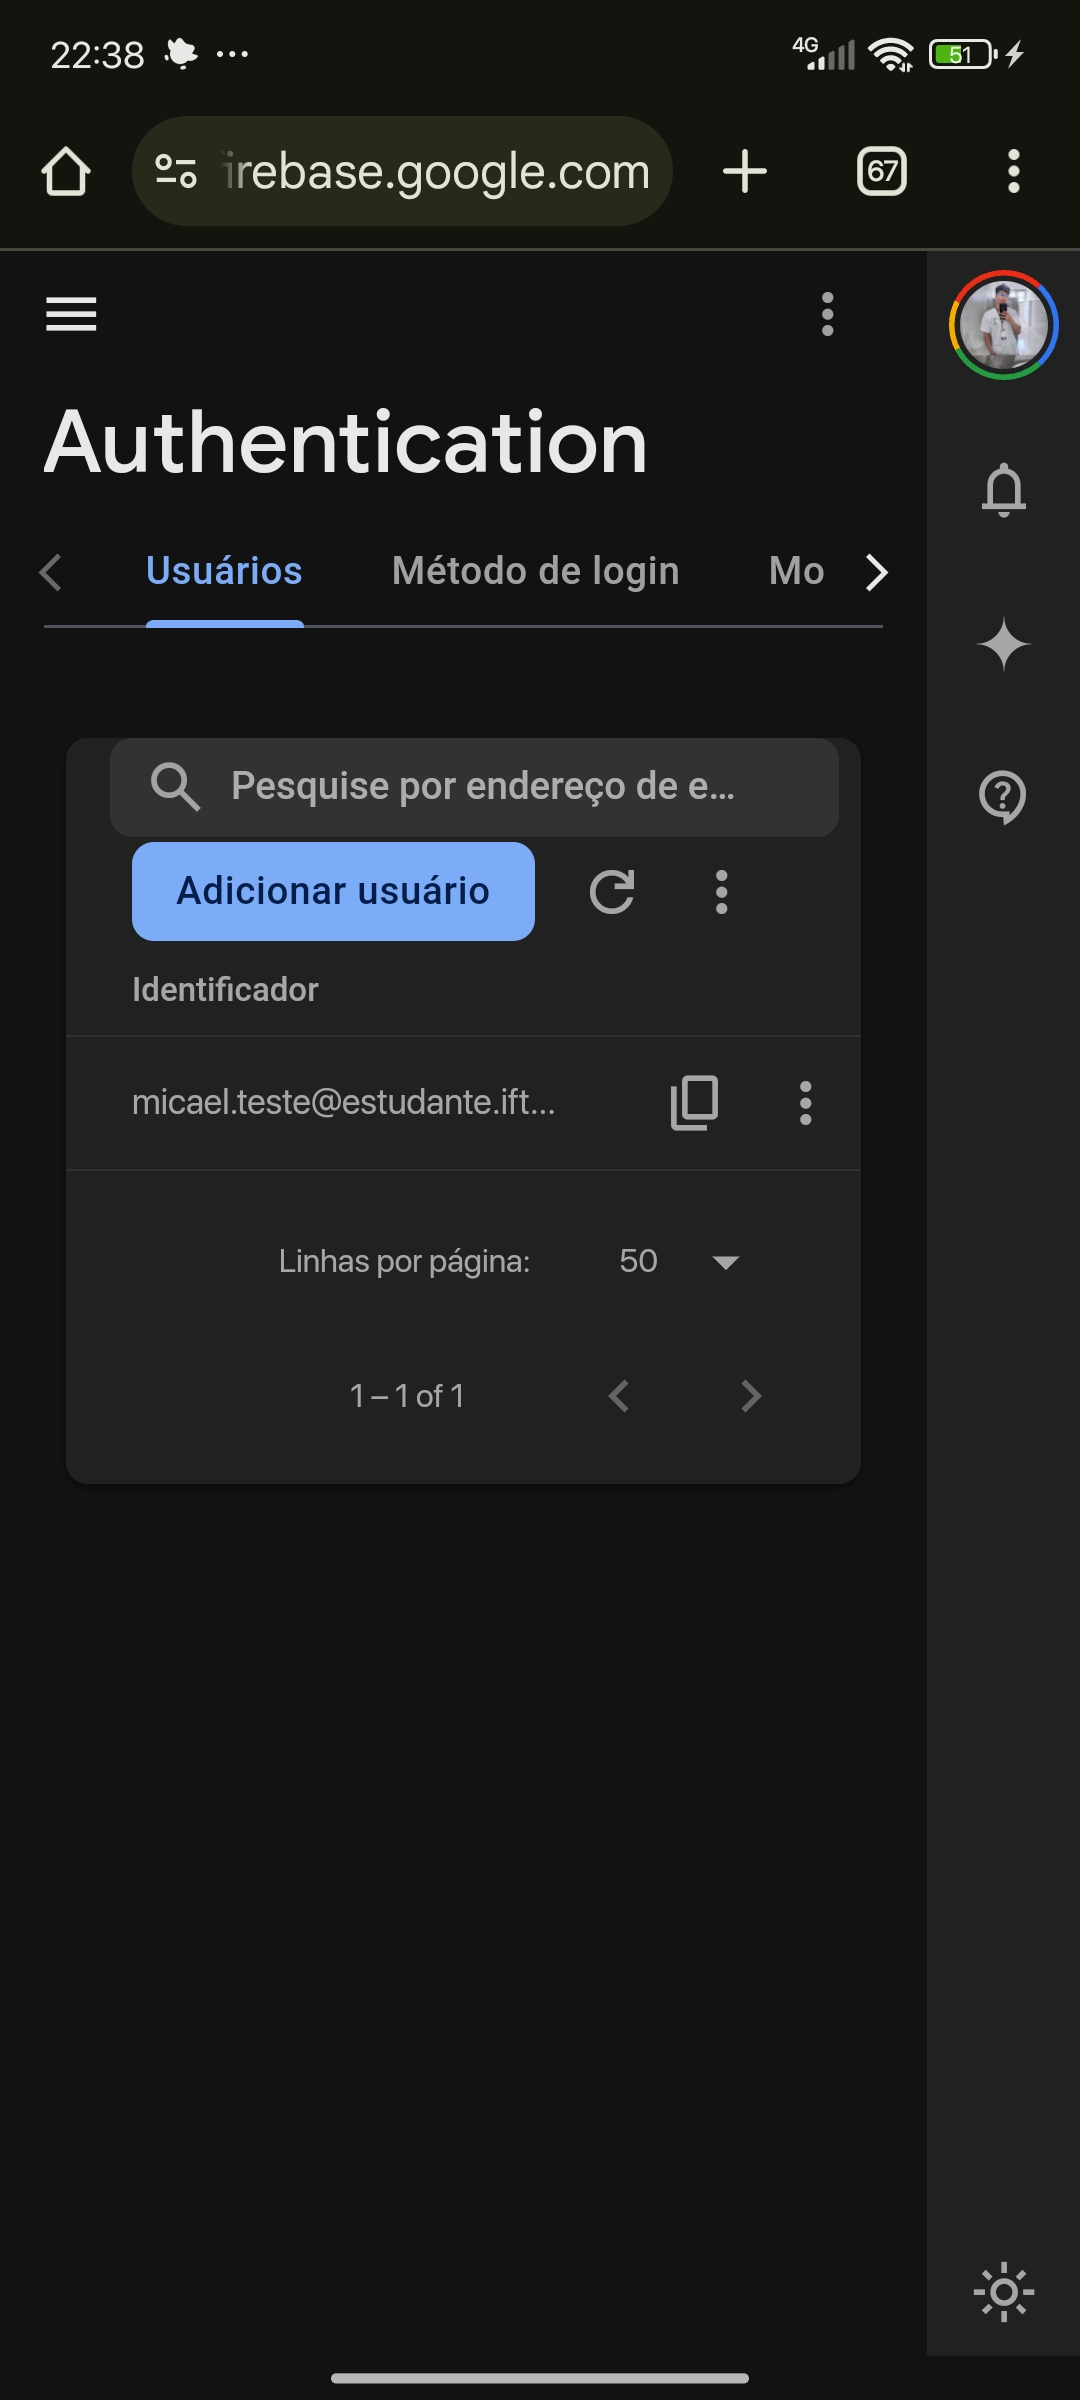 22:38
4G
51
irebase.google.com
67
Authentication
Usuários
Método de login
Mo
Pesquise por endereço de e...
Adicionar usuário
Identificador
micael.teste@estudante.ift...
Linhas por página:
50
1 – 1 of 1